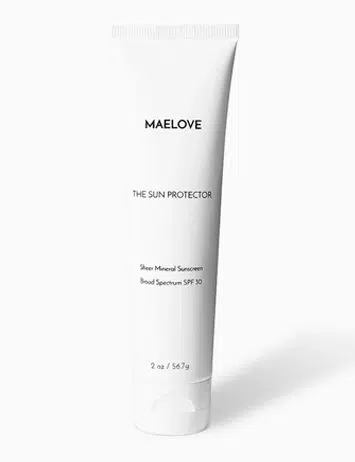 MAELOVE
THE SUN PROTECTOR
Sheer Mineral Sunscreen
Broad Spectrum SPF 30
2 oz / 56.7g